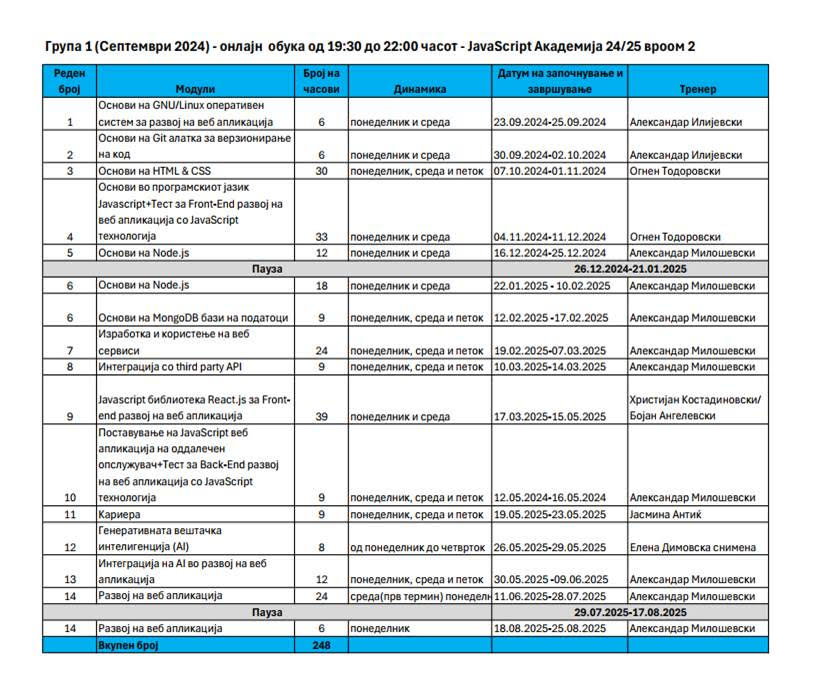 Група 1 (Септември 2024) - онлајн обука од 19:30 до 22:00 часот - JavaScript Академија 24/25 вроом 2
Реден број Модули Број на часови Динамика Датум на започнување и завршување Тренер
1 Основи на GNU/Linux оперативен систем за развој на веб апликација 6 понеделник и среда 23.09.2024-25.09.2024 Александар Илијевски
2 Основи на Git алатка за верзионирање на код 6 понеделник и среда 30.09.2024-02.10.2024 Александар Илијевски
3 Основи на HTML & CSS 30 понеделник, среда и петок 07.10.2024-01.11.2024 Огнен Тодоровски
4 Основи во програмскиот јазик Javascript+Тест за Front-End развој на веб апликација со JavaScript технологија 33 понеделник и среда 04.11.2024-11.12.2024 Огнен Тодоровски
5 Основи на Node.js 12 понеделник и среда 16.12.2024-25.12.2024 Александар Милошевски
Пауза 26.12.2024-21.01.2025
6 Основи на Node.js 18 понеделник и среда 22.01.2025 - 10.02.2025 Александар Милошевски
6 Основи на MongoDB бази на податоци 9 понеделник, среда и петок 12.02.2025 -17.02.2025 Александар Милошевски
7 Изработка и користење на веб сервиси 24 понеделник, среда и петок 19.02.2025-07.03.2025 Александар Милошевски
8 Интеграција со third party API 9 понеделник, среда и петок 10.03.2025-14.03.2025 Александар Милошевски
9 Javascript библиотека React.js за Front-end развој на веб апликација 39 понеделник и среда 17.03.2025-15.05.2025 Христијан Костадиновски/ Бојан Ангелевски
10 Поставување на JavaScript веб апликација на оддалечен опслужувач+Тест за Back-End развој на веб апликација со JavaScript технологија 9 понеделник, среда и петок 12.05.2024-16.05.2024 Александар Милошевски
11 Кариера 9 понеделник, среда и петок 19.05.2025-23.05.2025 Јасмина Антиќ
12 Генеративната вештачка интелигенција (AI) 8 од понеделник до четврток 26.05.2025-29.05.2025 Елена Димовска снимена
13 Интеграција на AI во развој на веб апликација 12 понеделник, среда и петок 30.05.2025 -09.06.2025 Александар Милошевски
14 Развој на веб апликација 24 среда(прв термин) понеделн 11.06.2025-28.07.2025 Александар Милошевски
Пауза 29.07.2025-17.08.2025
14 Развој на веб апликација 6 понеделник 18.08.2025-25.08.2025 Александар Милошевски
Вкупен број 248